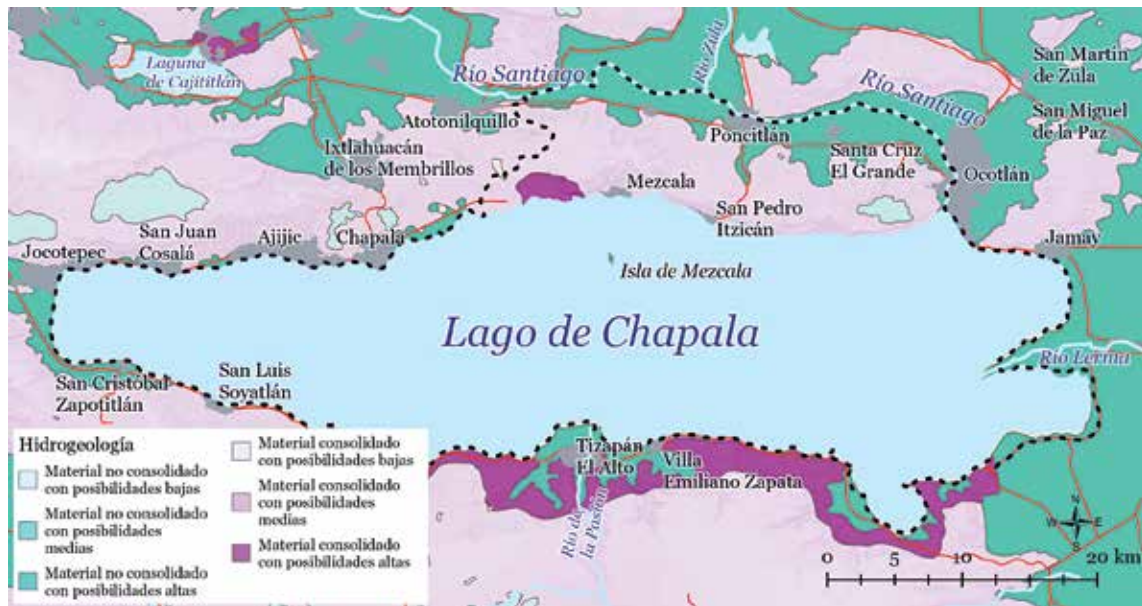 Laguna
de Cajititlán
Río Santiago
Río Zula
San Martín
de Zula
Río Santiago
San Miguel
de la Paz
Atotonilquillo
Poncitlán
Ixtlahuacán
de los Membrillos
Santa Cruz
El Grande
Ocotlán
Mezcala
San Pedro
Itzicán
San Juan
Cosalá
Ajijic
Chapala
Jocotepec
Jamay
Isla de Mezcala
Lago de Chapala
Río Lerma
San Cristóbal
Zapotitlán
San Luis
Soyatlán
Tizapán
El Alto
Villa
Emiliano Zapata
Río de
la Pasión
Hidrogeología
Material no consolidado
con posibilidades bajas
Material no consolidado
con posibilidades
medias
Material no consolidado
con posibilidades altas
Material consolidado
con posibilidades bajas
Material consolidado
con posibilidades
medias
Material consolidado
con posibilidades altas
N
W E
S
0 5 10 20 km